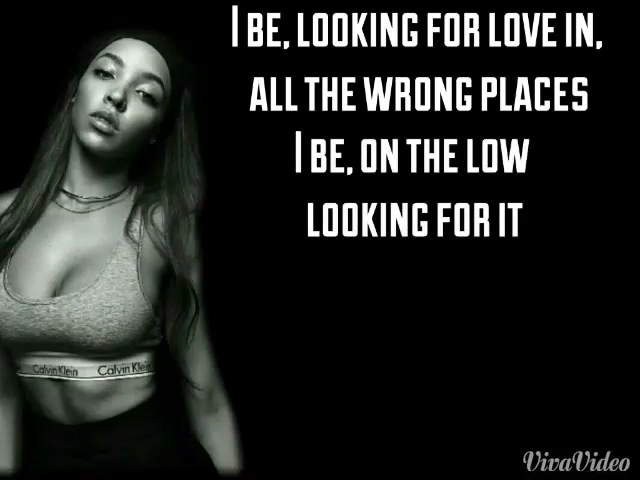 I BE, LOOKING FOR LOVE IN,
ALL THE WRONG PLACES
I BE, ON THE LOW
LOOKING FOR IT
Calvin Klein Calvin Klein
VivaVideo